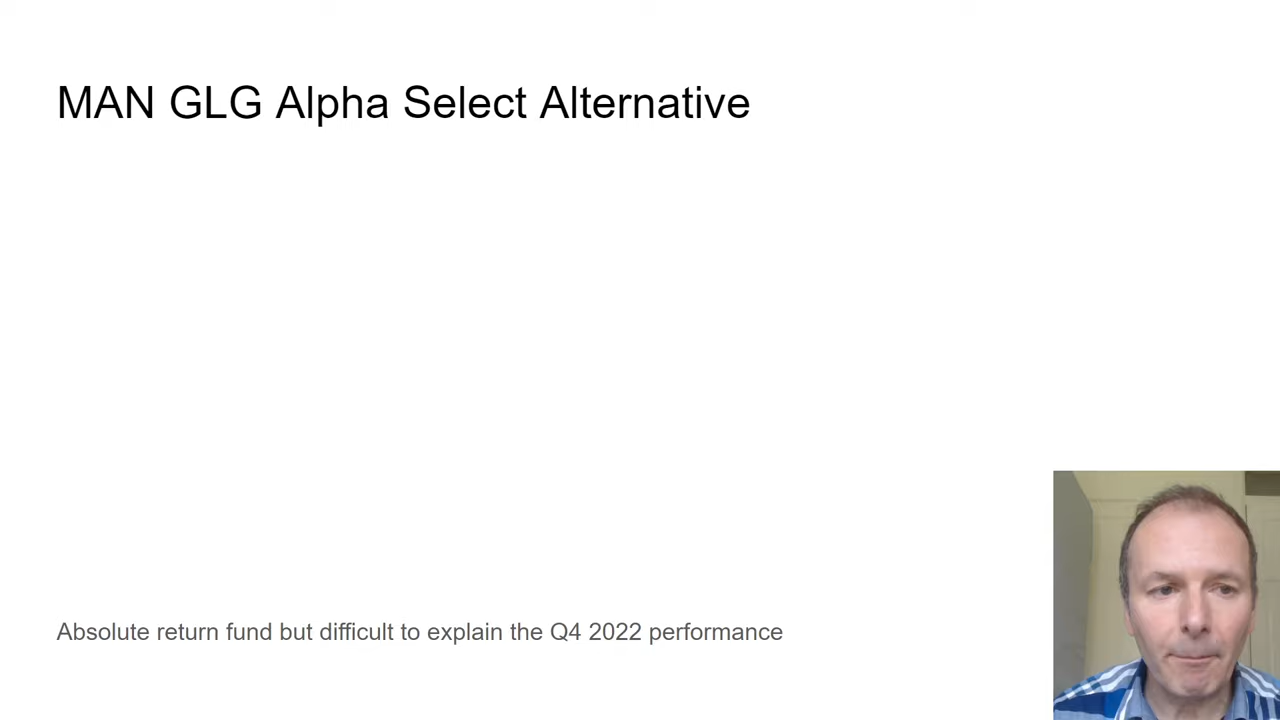 MAN GLG Alpha Select Alternative
Absolute return fund but difficult to explain the Q4 2022 performance